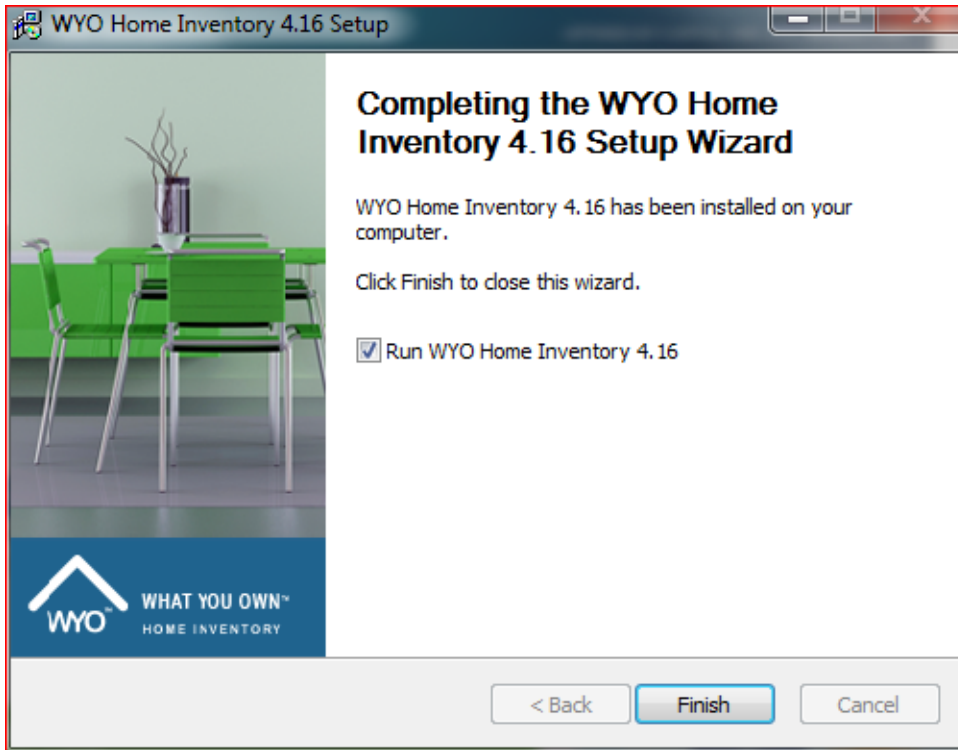 WYO Home Inventory 4.16 Setup
Completing the WYO Home
Inventory 4.16 Setup Wizard
WYO Home Inventory 4.16 has been installed on your
computer.
Click Finish to close this wizard.
Run WYO Home Inventory 4.16
WYO™
WHAT YOU OWN™
HOME INVENTORY
< Back
Finish
Cancel